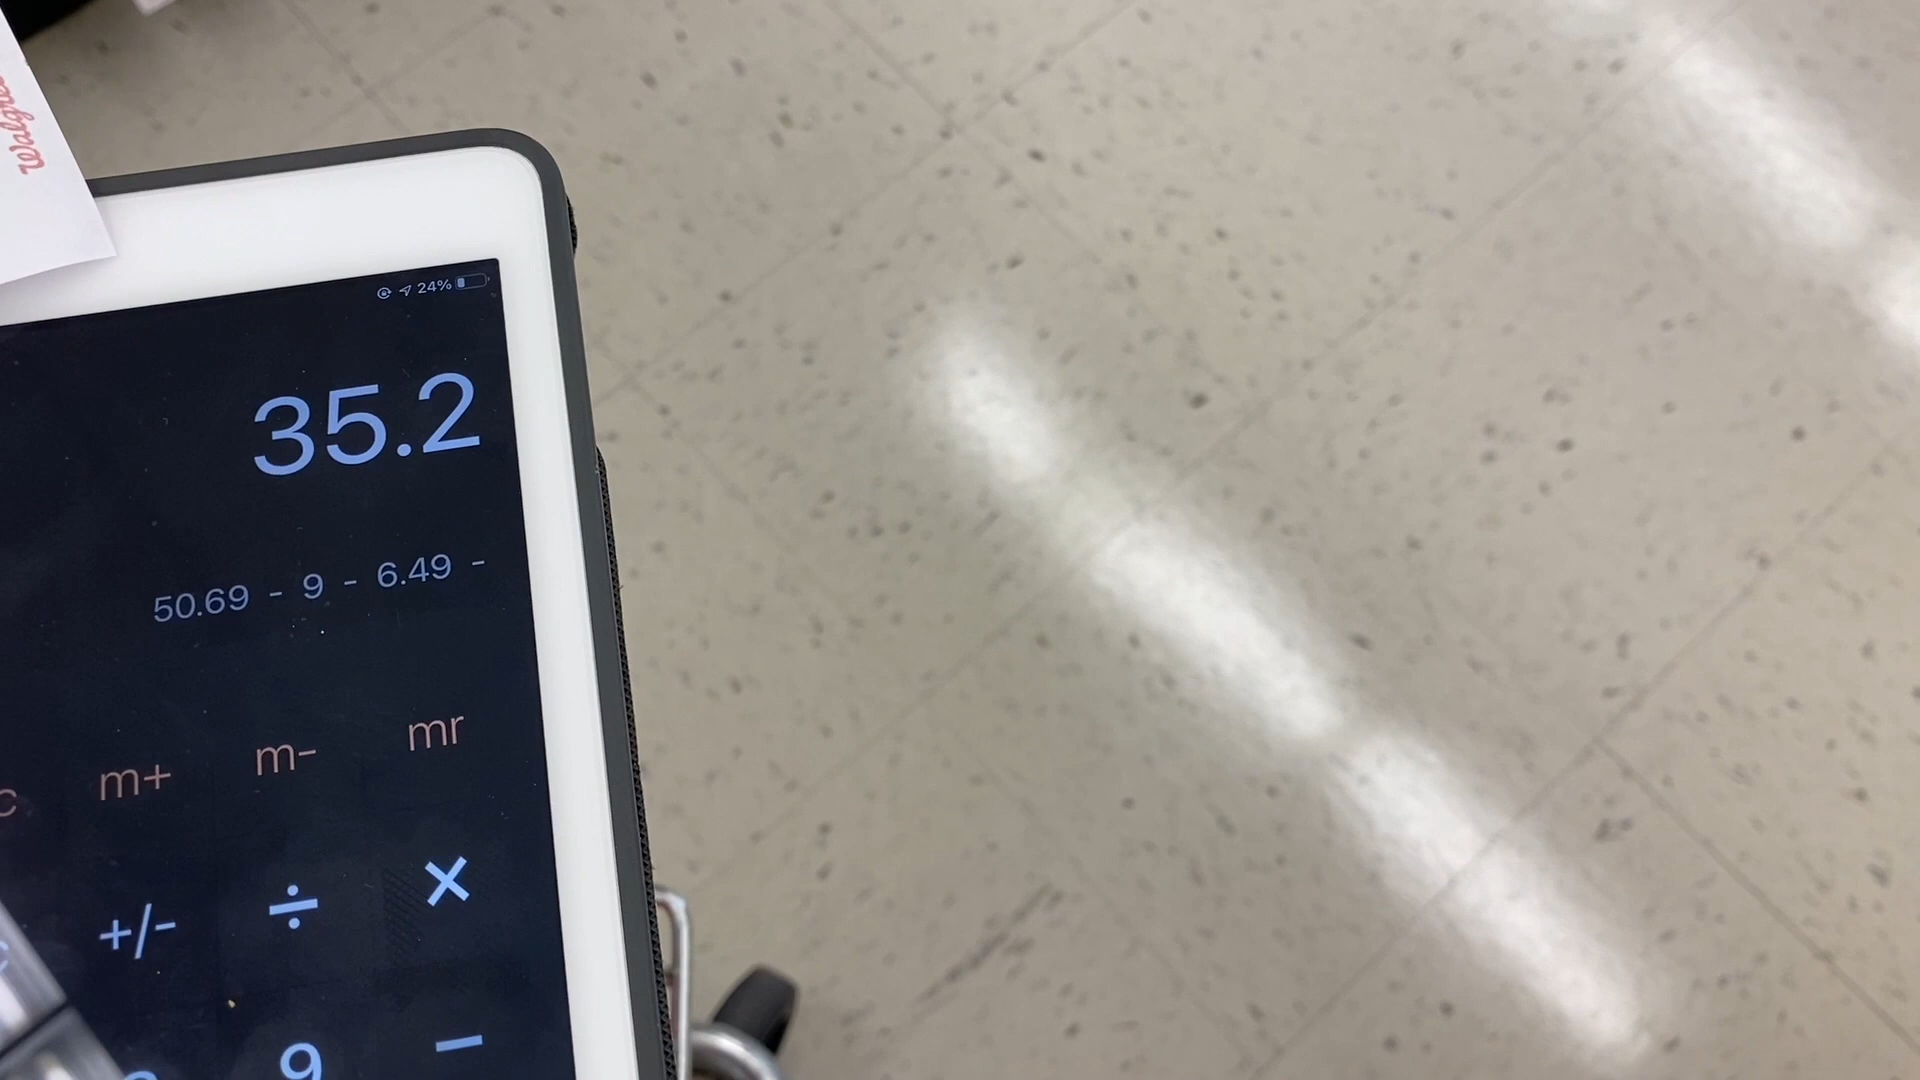 24%
35.2
50.69 - 9 - 6.49 -
m+ m- mr
+/- ÷ ×
9 −